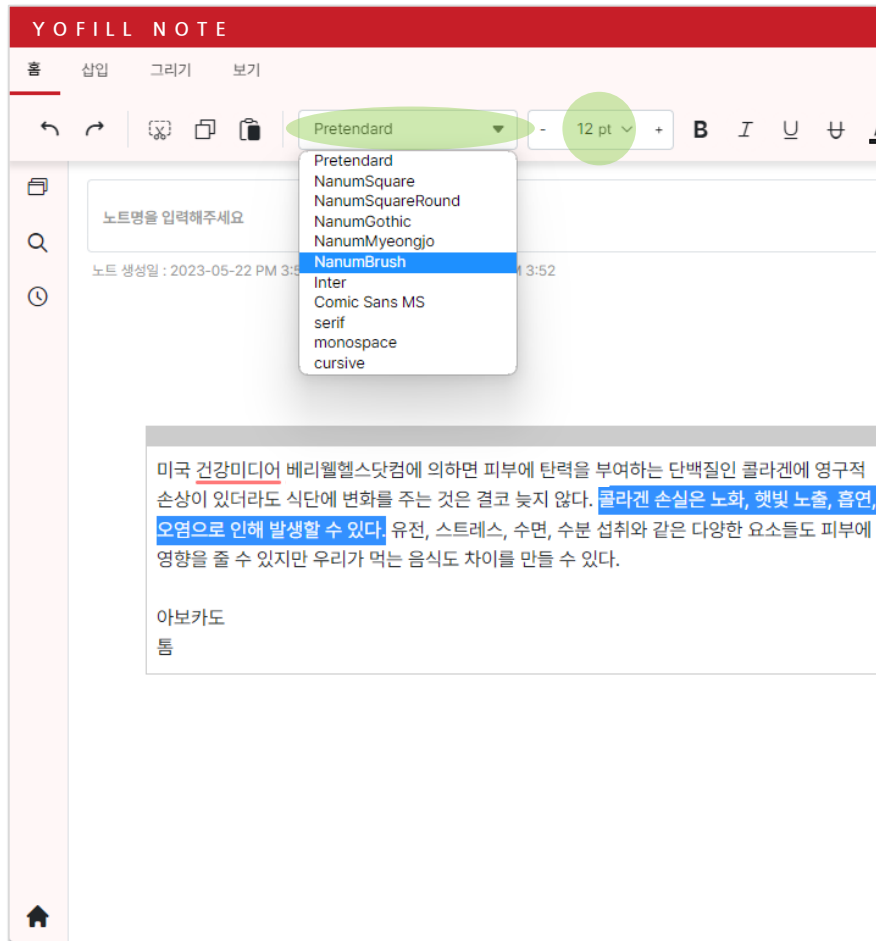 YOFILL NOTE
홈 삽입 그리기 보기
Pretendard - 12 pt + B I U
Pretendard
NanumSquare
NanumSquareRound
NanumGothic
NanumMyeongjo
NanumBrush
Inter
Comic Sans MS
serif
monospace
cursive
노트명을 입력해주세요
노트 생성일 : 2023-05-22 PM 3:5 3:52
미국 건강미디어 베리웰헬스닷컴에 의하면 피부에 탄력을 부여하는 단백질인 콜라겐에 영구적
손상이 있더라도 식단에 변화를 주는 것은 결코 늦지 않다. 콜라겐 손실은 노화, 햇빛 노출, 흡연,
오염으로 인해 발생할 수 있다. 유전, 스트레스, 수면, 수분 섭취와 같은 다양한 요소들도 피부에
영향을 줄 수 있지만 우리가 먹는 음식도 차이를 만들 수 있다.
아보카도
톰